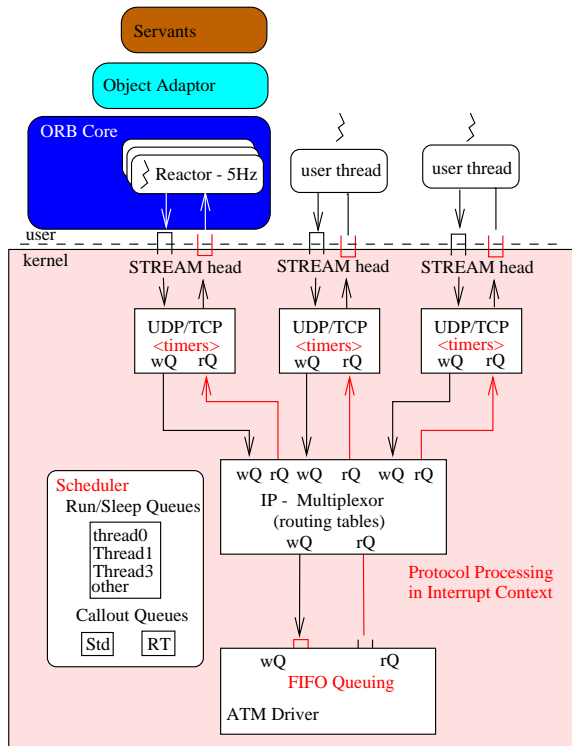 Servants
Object Adaptor
ORB Core
Reactor - 5Hz
user thread
user thread
user
kernel
STREAM head
STREAM head
STREAM head
UDP/TCP
<timers>
wQ rQ
UDP/TCP
<timers>
wQ rQ
UDP/TCP
<timers>
wQ rQ
wQ rQ wQ rQ wQ rQ
IP - Multiplexor
(routing tables)
wQ rQ
Scheduler
Run/Sleep Queues
thread0
Thread1
Thread3
other
Callout Queues
Std RT
Protocol Processing
in Interrupt Context
wQ rQ
FIFO Queuing
ATM Driver